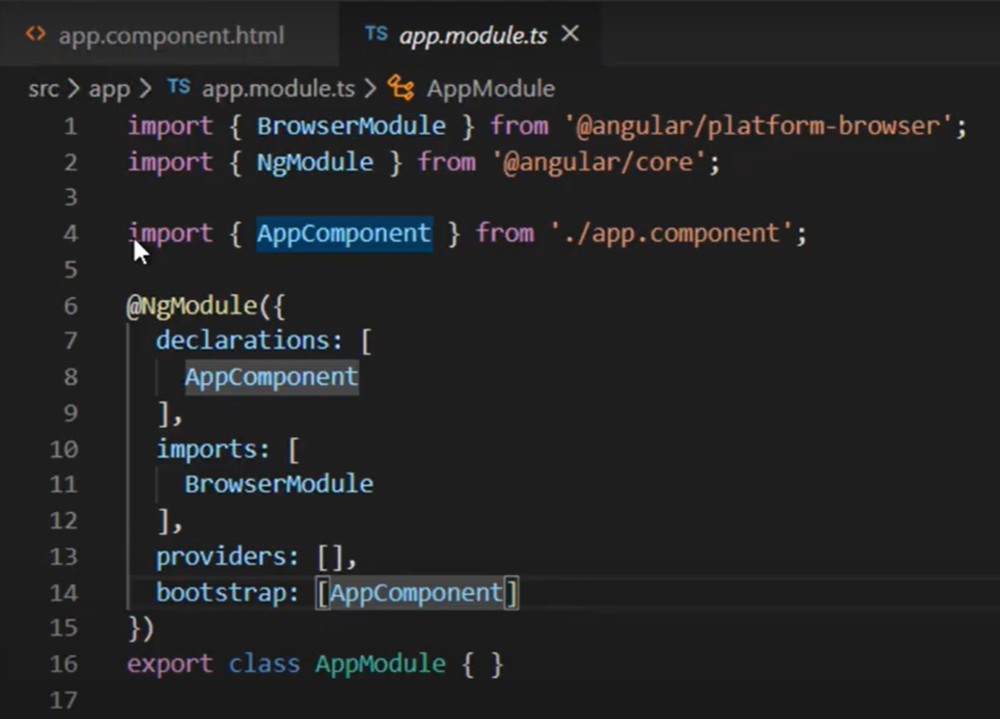 <> app.component.html TS app.module.ts ×
src > app > TS app.module.ts > AppModule
1 import { BrowserModule } from '@angular/platform-browser';
2 import { NgModule } from '@angular/core';
3
4 import { AppComponent } from './app.component';
5
6 @NgModule({
7   declarations: [
8     AppComponent
9   ],
10   imports: [
11     BrowserModule
12   ],
13   providers: [],
14   bootstrap: [AppComponent]
15 })
16 export class AppModule { }
17